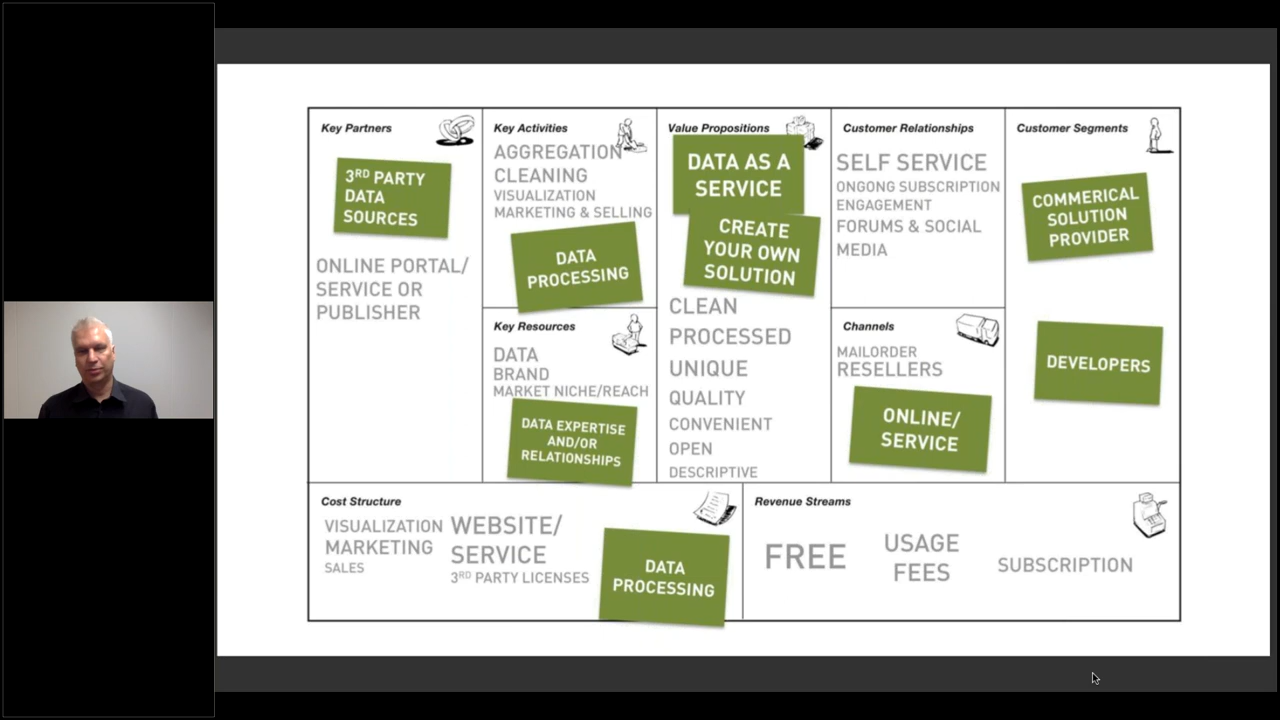 Key Partners
3RD PARTY
DATA
SOURCES
ONLINE PORTAL/
SERVICE OR
PUBLISHER
Key Activities
AGGREGATION
CLEANING
VISUALIZATION
MARKETING & SELLING
DATA
PROCESSING
Key Resources
DATA
BRAND
MARKET NICHE/REACH
DATA EXPERTISE
AND/OR
RELATIONSHIPS
Value Propositions
DATA AS A
SERVICE
CREATE
YOUR OWN
SOLUTION
CLEAN
PROCESSED
UNIQUE
QUALITY
CONVENIENT
OPEN
DESCRIPTIVE
Customer Relationships
SELF SERVICE
ONGONG SUBSCRIPTION
ENGAGEMENT
FORUMS & SOCIAL
MEDIA
Channels
MAILORDER
RESELLERS
ONLINE/
SERVICE
Customer Segments
COMMERICAL
SOLUTION
PROVIDER
DEVELOPERS
Cost Structure
VISUALIZATION
MARKETING
SALES
WEBSITE/
SERVICE
3RD PARTY LICENSES
DATA
PROCESSING
Revenue Streams
FREE
USAGE
FEES
SUBSCRIPTION